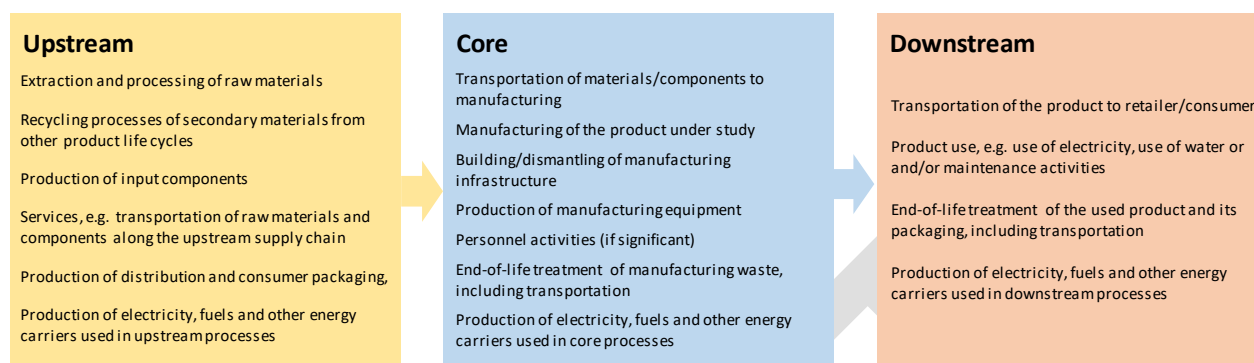 Upstream
Extraction and processing of raw materials
Recycling processes of secondary materials from
other product life cycles
Production of input components
Services, e.g. transportation of raw materials and
components along the upstream supply chain
Production of distribution and consumer packaging,
Production of electricity, fuels and other energy
carriers used in upstream processes
Core
Transportation of materials/components to
manufacturing
Manufacturing of the product under study
Building/dismantling of manufacturing
infrastructure
Production of manufacturing equipment
Personnel activities (if significant)
End-of-life treatment of manufacturing waste,
including transportation
Production of electricity, fuels and other energy
carriers used in core processes
Downstream
Transportation of the product to retailer/consumer
Product use, e.g. use of electricity, use of water or
and/or maintenance activities
End-of-life treatment of the used product and its
packaging, including transportation
Production of electricity, fuels and other energy
carriers used in downstream processes